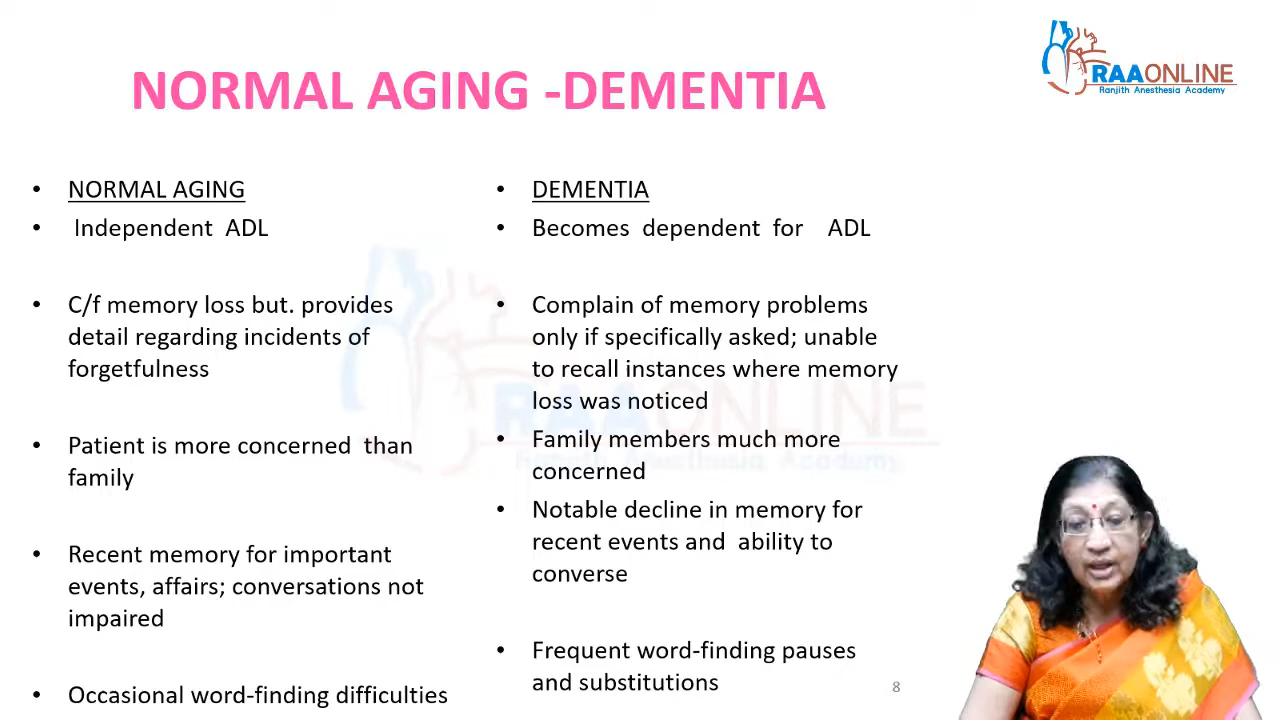 RAAONLINE
Ranjith Anesthesia Academy
NORMAL AGING -DEMENTIA
• NORMAL AGING
• Independent ADL
• C/f memory loss but. provides
detail regarding incidents of
forgetfulness
• Patient is more concerned than
family
• Recent memory for important
events, affairs; conversations not
impaired
• Occasional word-finding difficulties
• DEMENTIA
• Becomes dependent for ADL
• Complain of memory problems
only if specifically asked; unable
to recall instances where memory
loss was noticed
• Family members much more
concerned
• Notable decline in memory for
recent events and ability to
converse
• Frequent word-finding pauses
and substitutions
8
RAAONLINE
Ranjith Anesthesia Academy